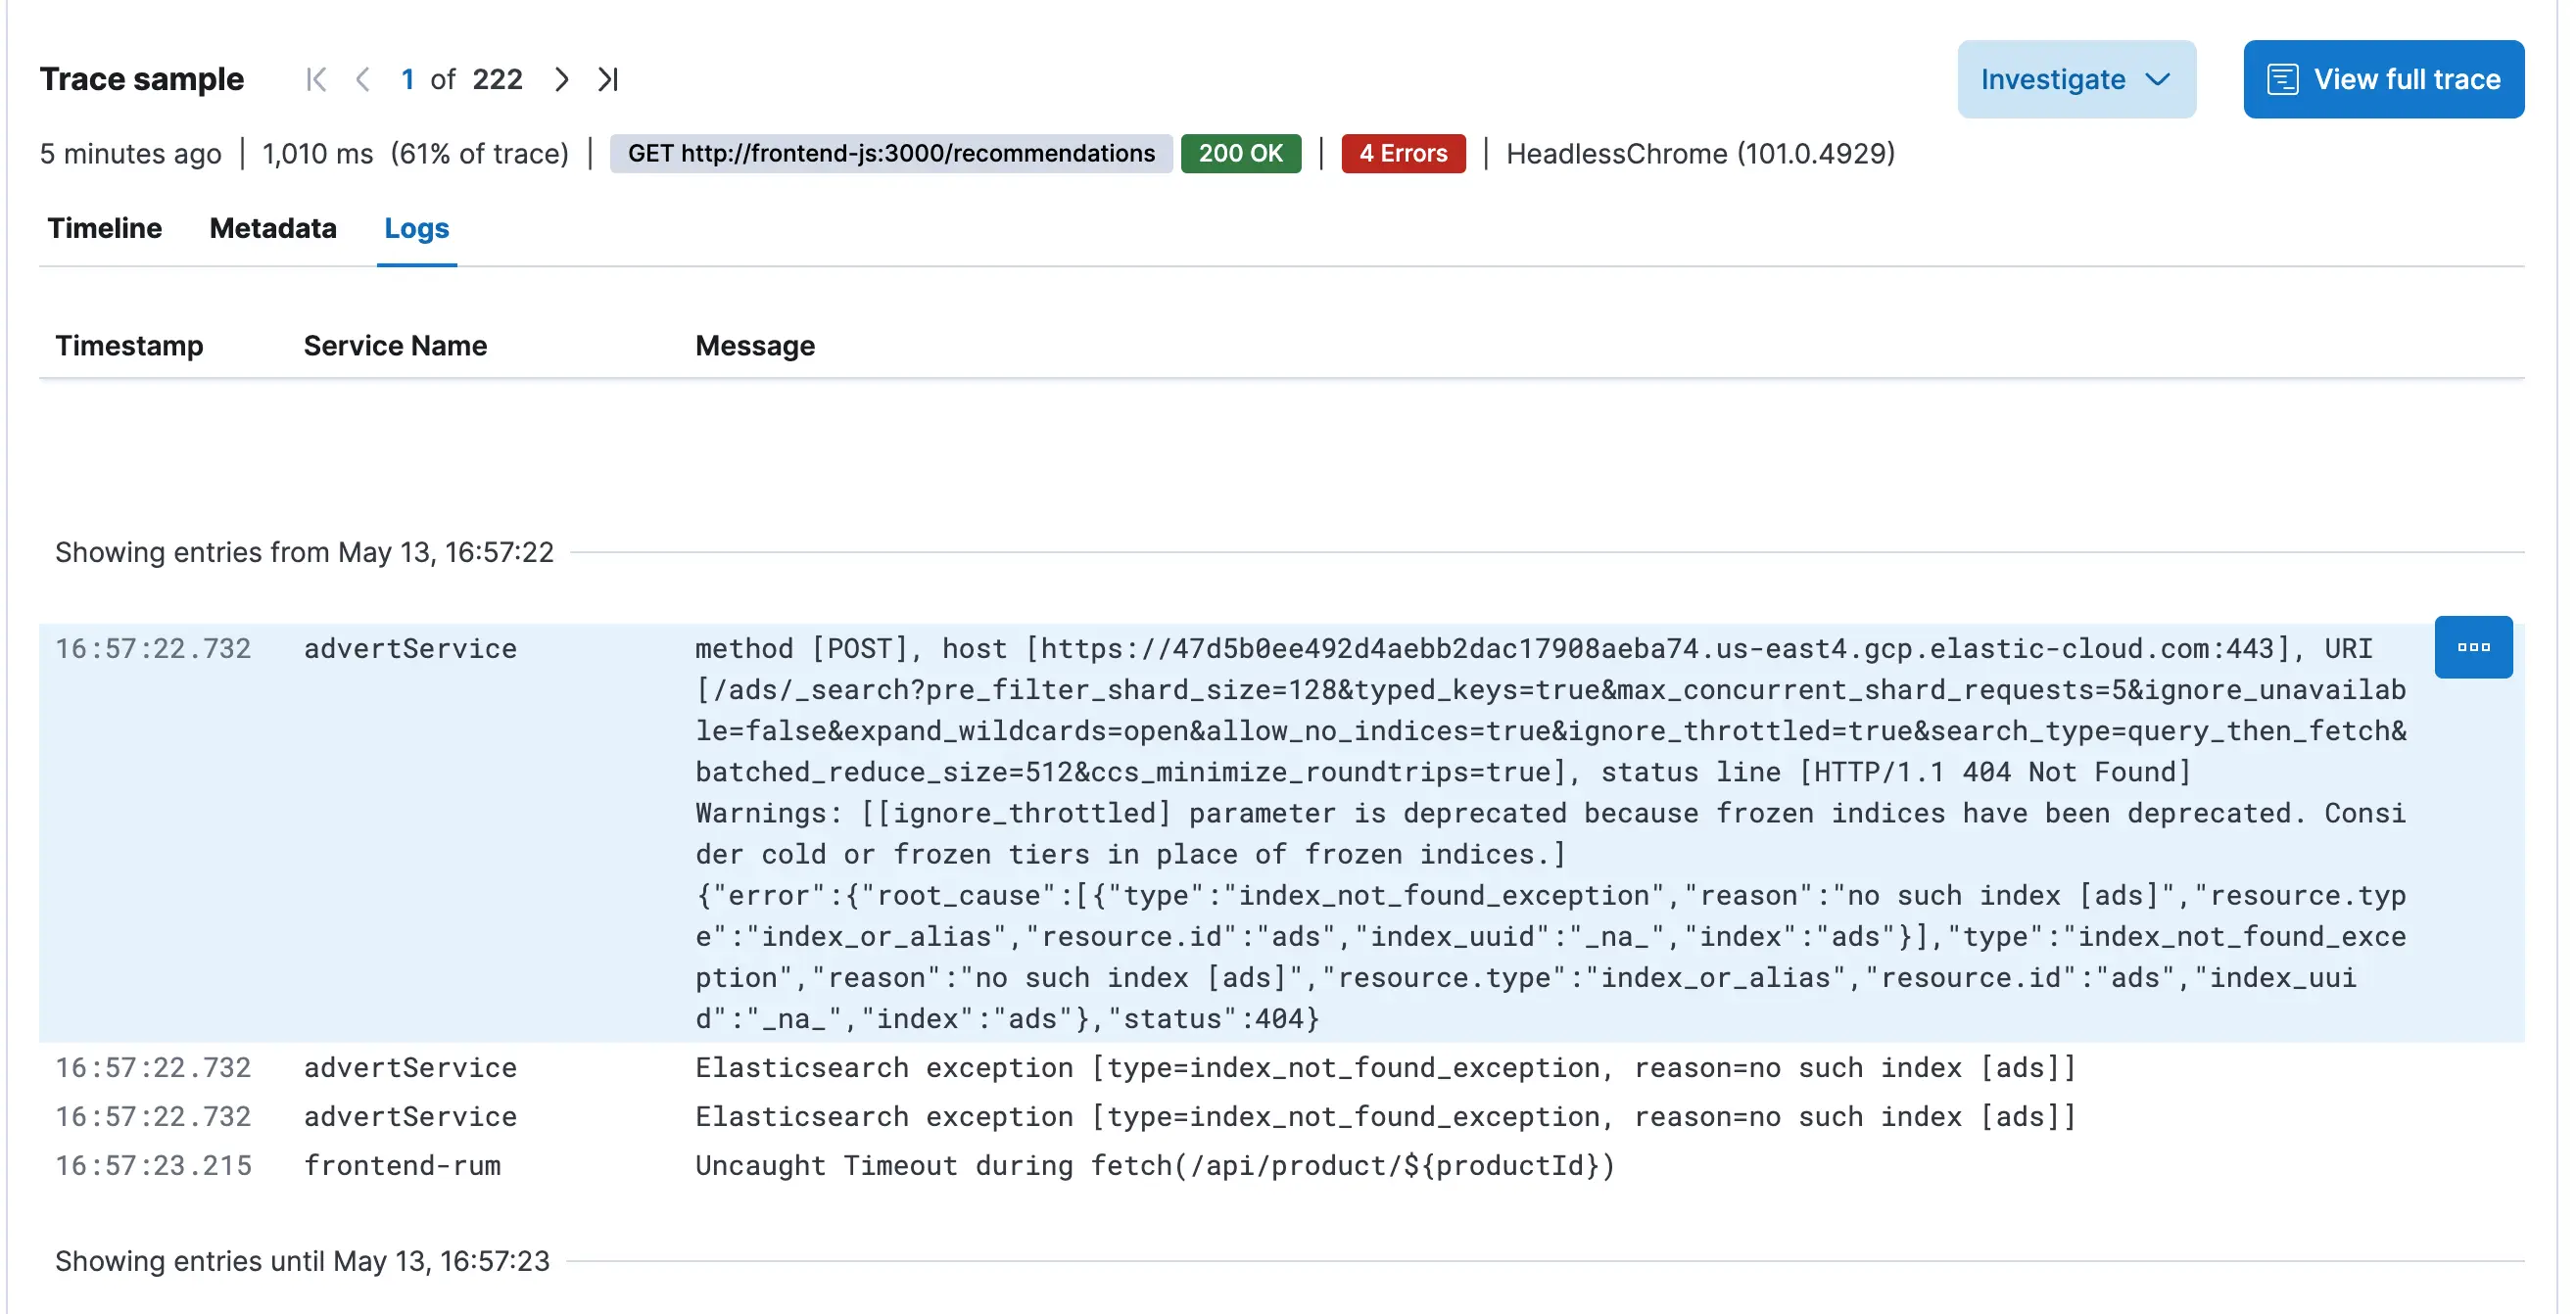 Trace sample 1 of 222 Investigate View full trace
5 minutes ago | 1,010 ms (61% of trace) | GET http://frontend-js:3000/recommendations 200 OK | 4 Errors | HeadlessChrome (101.0.4929)
Timeline Metadata Logs
Timestamp Service Name Message
Showing entries from May 13, 16:57:22
16:57:22.732 advertService method [POST], host [https://47d5b0ee492d4aebb2dac17908aeba74.us-east4.gcp.elastic-cloud.com:443], URI
[/ads/_search?pre_filter_shard_size=128&typed_keys=true&max_concurrent_shard_requests=5&ignore_unavailab
le=false&expand_wildcards=open&allow_no_indices=true&ignore_throttled=true&search_type=query_then_fetch&
batched_reduce_size=512&ccs_minimize_roundtrips=true], status line [HTTP/1.1 404 Not Found]
Warnings: [[ignore_throttled] parameter is deprecated because frozen indices have been deprecated. Consi
der cold or frozen tiers in place of frozen indices.]
{"error":{"root_cause":[{"type":"index_not_found_exception","reason":"no such index [ads]","resource.typ
e":"index_or_alias","resource.id":"ads","index_uuid":"_na_","index":"ads"}],"type":"index_not_found_exce
ption","reason":"no such index [ads]","resource.type":"index_or_alias","resource.id":"ads","index_uui
d":"_na_","index":"ads"},"status":404}
16:57:22.732 advertService Elasticsearch exception [type=index_not_found_exception, reason=no such index [ads]]
16:57:22.732 advertService Elasticsearch exception [type=index_not_found_exception, reason=no such index [ads]]
16:57:23.215 frontend-rum Uncaught Timeout during fetch(/api/product/${productId})
Showing entries until May 13, 16:57:23